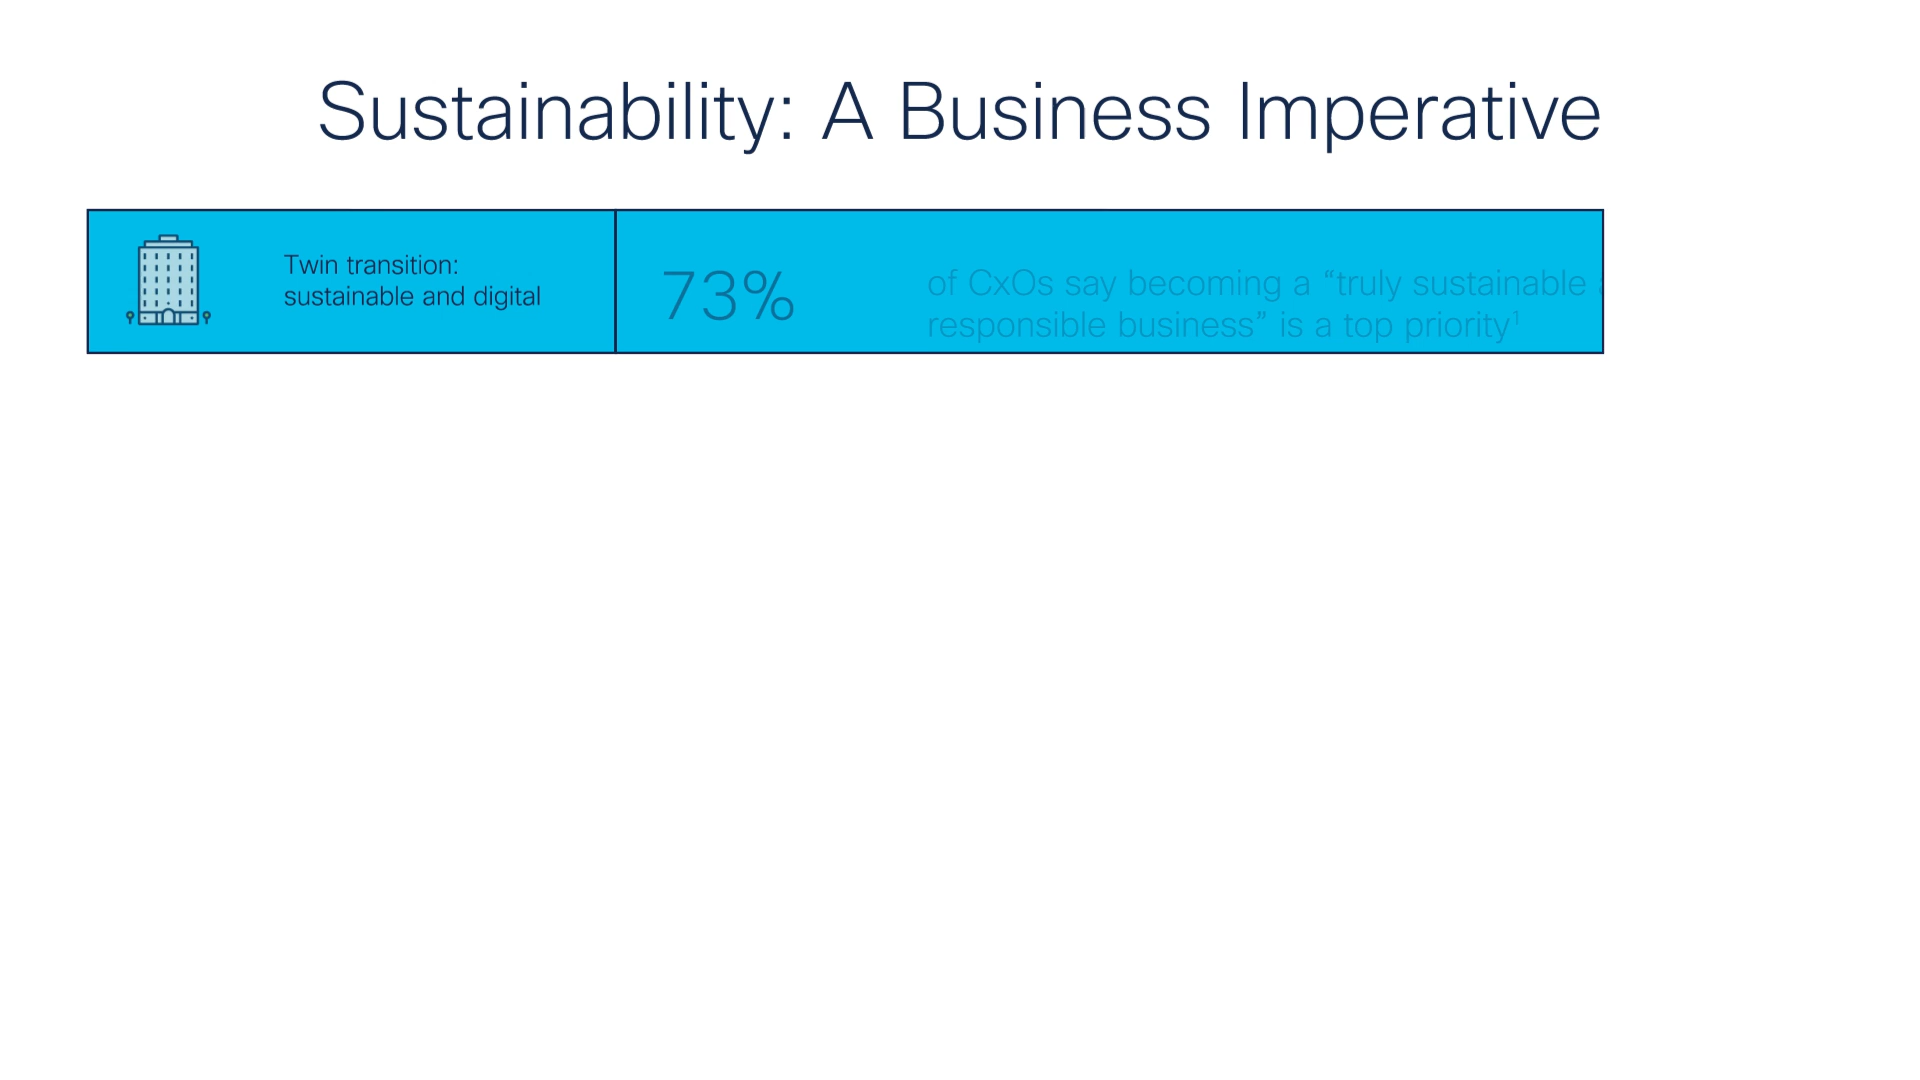 Sustainability: A Business Imperative
Twin transition:
sustainable and digital
73%
of CxOs say becoming a “truly sustainable
responsible business” is a top priority¹